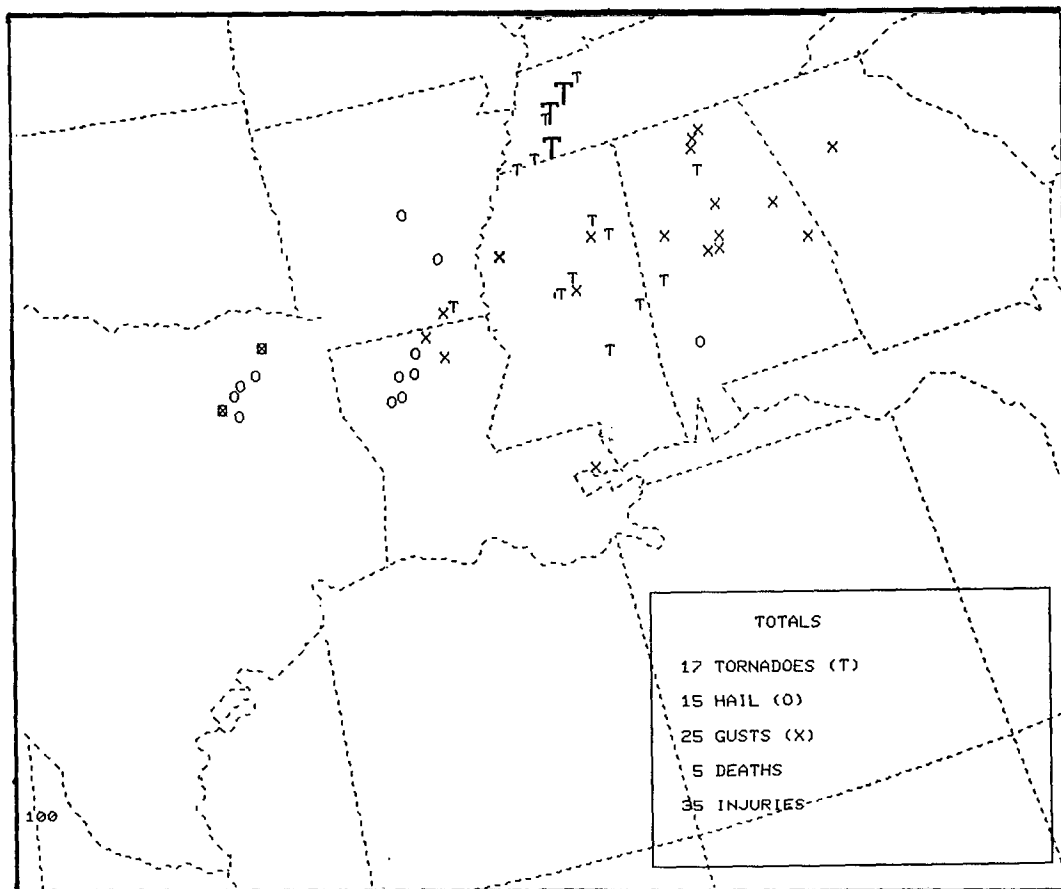 TOTALS
17 TORNADOES (T)
15 HAIL (O)
25 GUSTS (X)
5 DEATHS
35 INJURIES
100